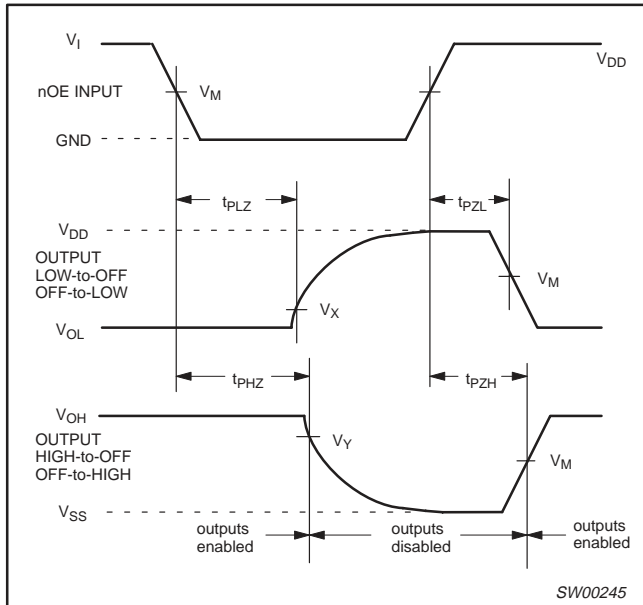 V_I
V_DD
nOE INPUT
V_M
GND
t_PLZ
t_PZL
V_DD
OUTPUT
LOW-to-OFF
OFF-to-LOW
V_M
V_X
V_OL
t_PHZ
t_PZH
V_OH
OUTPUT
HIGH-to-OFF
OFF-to-HIGH
V_Y
V_M
V_SS
outputs
enabled
outputs
disabled
outputs
enabled
SW00245